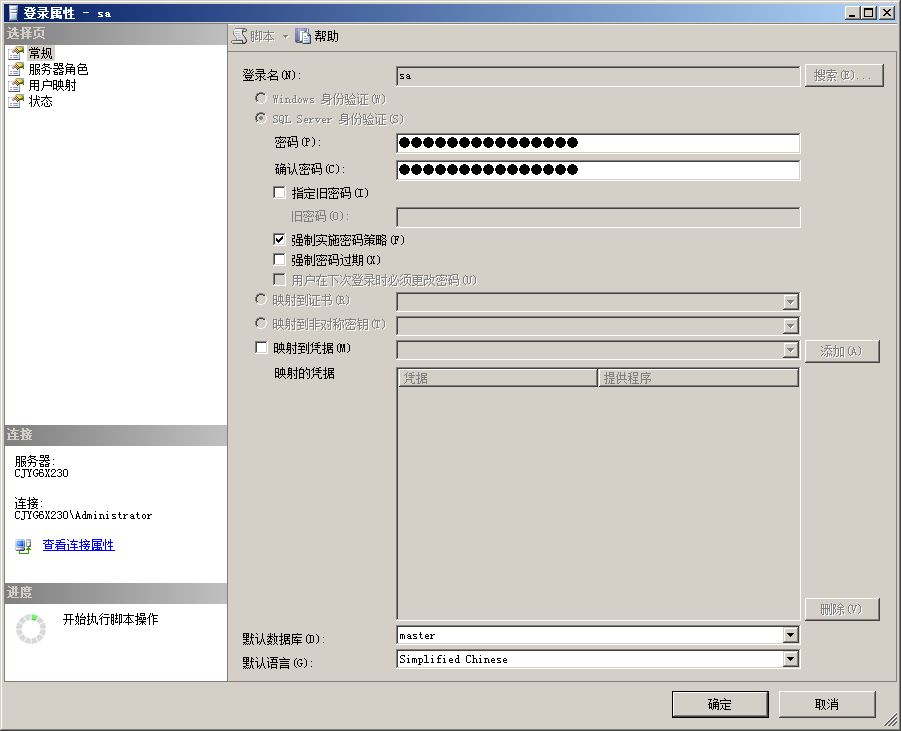 登录属性 - sa
选择页
常规
服务器角色
用户映射
状态
脚本 帮助
登录名(N): sa 搜索(E)...
Windows 身份验证(W)
SQL Server 身份验证(S)
密码(P): ●●●●●●●●●●●●●●●
确认密码(C): ●●●●●●●●●●●●●●●
指定旧密码(I)
旧密码(O):
强制实施密码策略(F)
强制密码过期(X)
用户在下次登录时必须更改密码(U)
映射到证书(R)
映射到非对称密钥(T)
映射到凭据(M) 添加(A)
映射的凭据 凭据 提供程序
删除(V)
默认数据库(D): master
默认语言(G): Simplified Chinese
连接
服务器:
CJYG6X230
连接:
CJYG6X230\Administrator
查看连接属性
进度
开始执行脚本操作
确定 取消